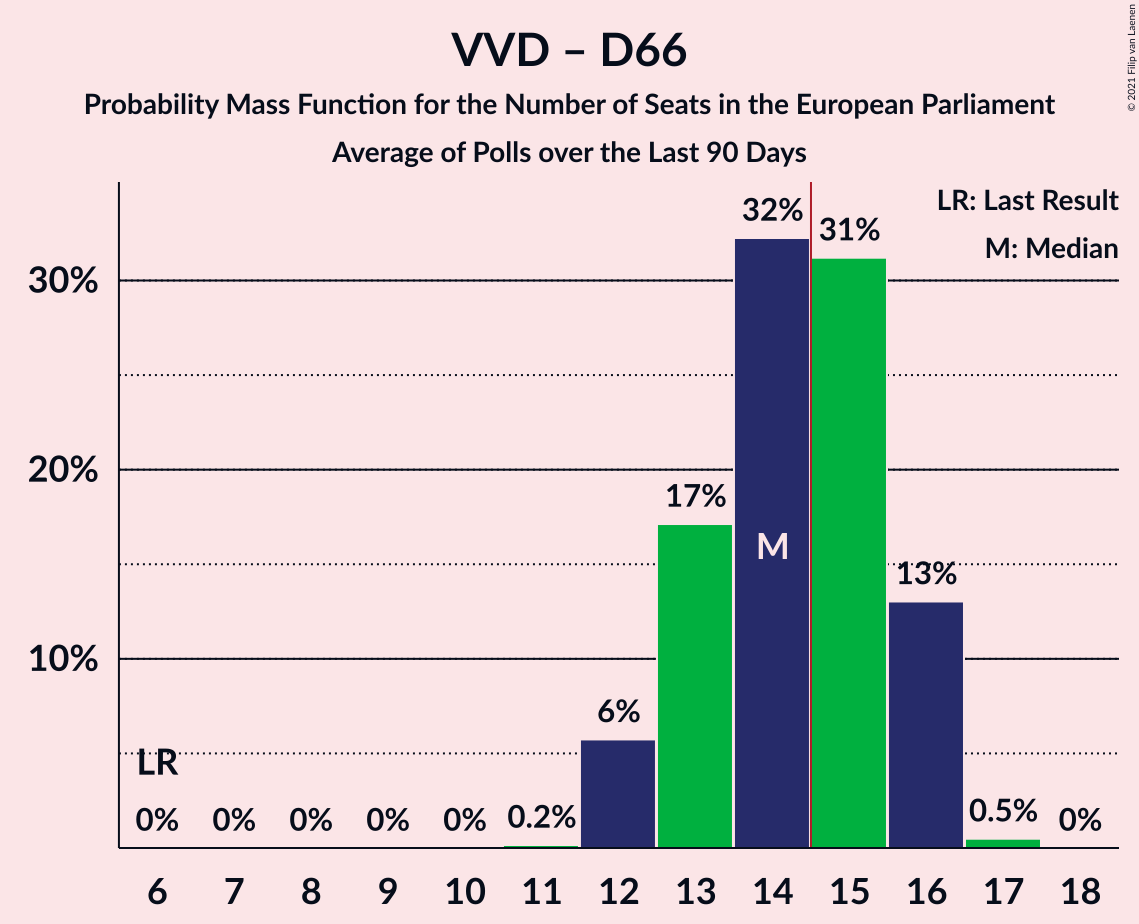 VVD – D66
Probability Mass Function for the Number of Seats in the European Parliament
Average of Polls over the Last 90 Days
© 2021 Filip van Laenen
LR: Last Result
M: Median
30%
20%
10%
LR
0%
0%
0%
0%
0%
0.2%
6%
17%
32%
M
31%
13%
0.5%
0%
6 7 8 9 10 11 12 13 14 15 16 17 18